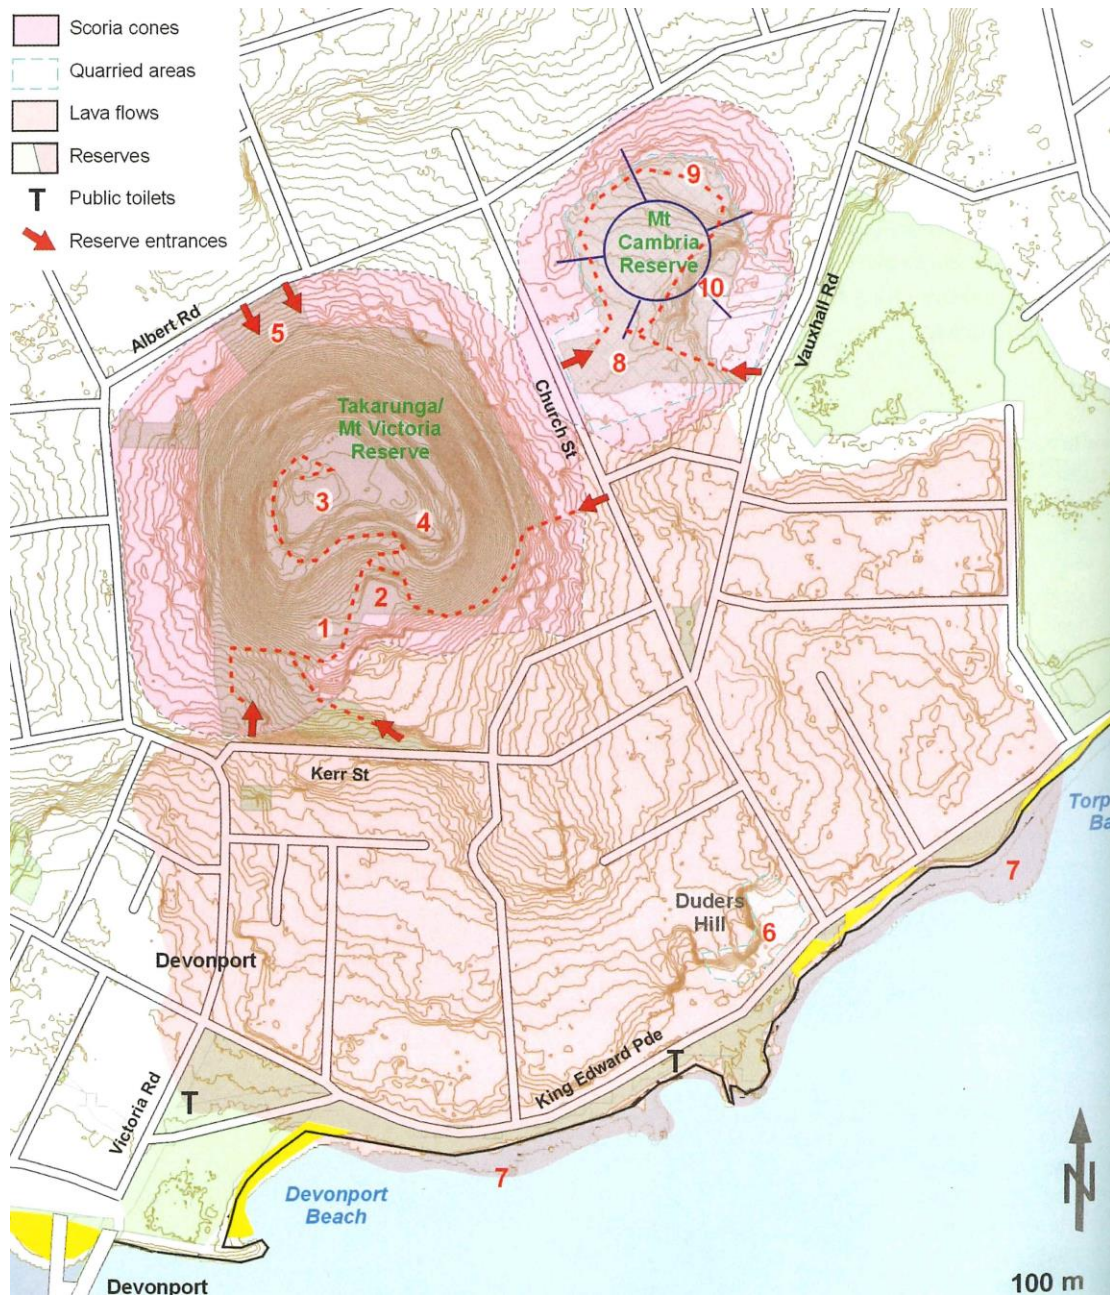 Scoria cones
Quarried areas
Lava flows
Reserves
T Public toilets
Reserve entrances
9
Mt
Cambria
Reserve
10
8
Albert Rd
5
Vauxhall Rd
Church St
Takarunga/
Mt Victoria
Reserve
3
4
2
1
Kerr St
Torp
Ba
7
Duders
Hill
6
Devonport
King Edward Pde
T
T
Victoria Rd
7
Devonport
Beach
N
Devonport
100 m